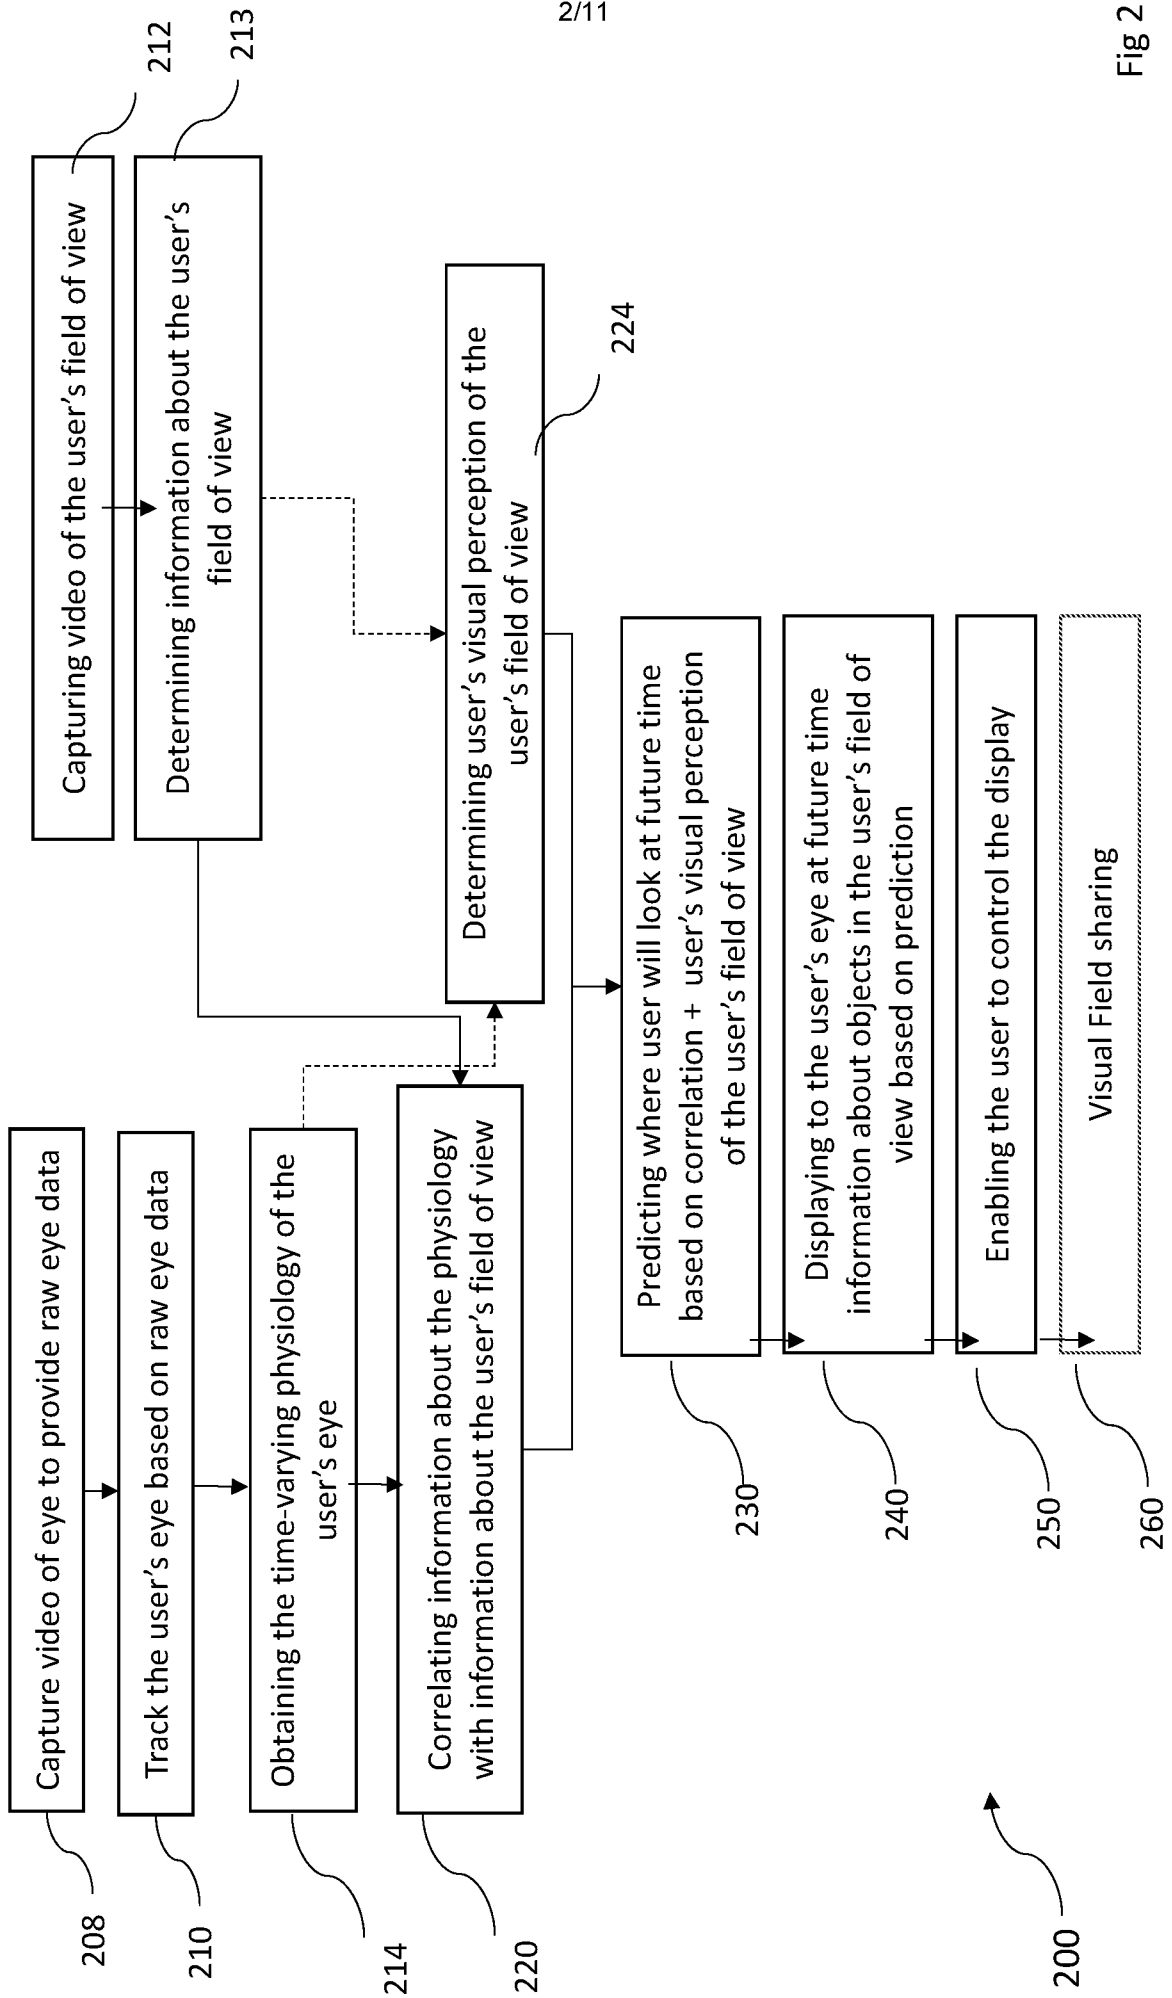 2/11
Capture video of eye to provide raw eye data
208
Track the user's eye based on raw eye data
210
Obtaining the time-varying physiology of the
user's eye
214
Correlating information about the physiology
with information about the user's field of view
220
Capturing video of the user's field of view
212
Determining information about the user's
field of view
213
Determining user's visual perception of the
user's field of view
224
Predicting where user will look at future time
based on correlation + user's visual perception
of the user's field of view
230
Displaying to the user's eye at future time
information about objects in the user's field of
view based on prediction
240
Enabling the user to control the display
250
Visual Field sharing
260
200
Fig 2